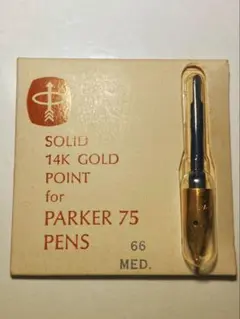 SOLID
14K GOLD
POINT
for
PARKER 75
PENS
66
MED.